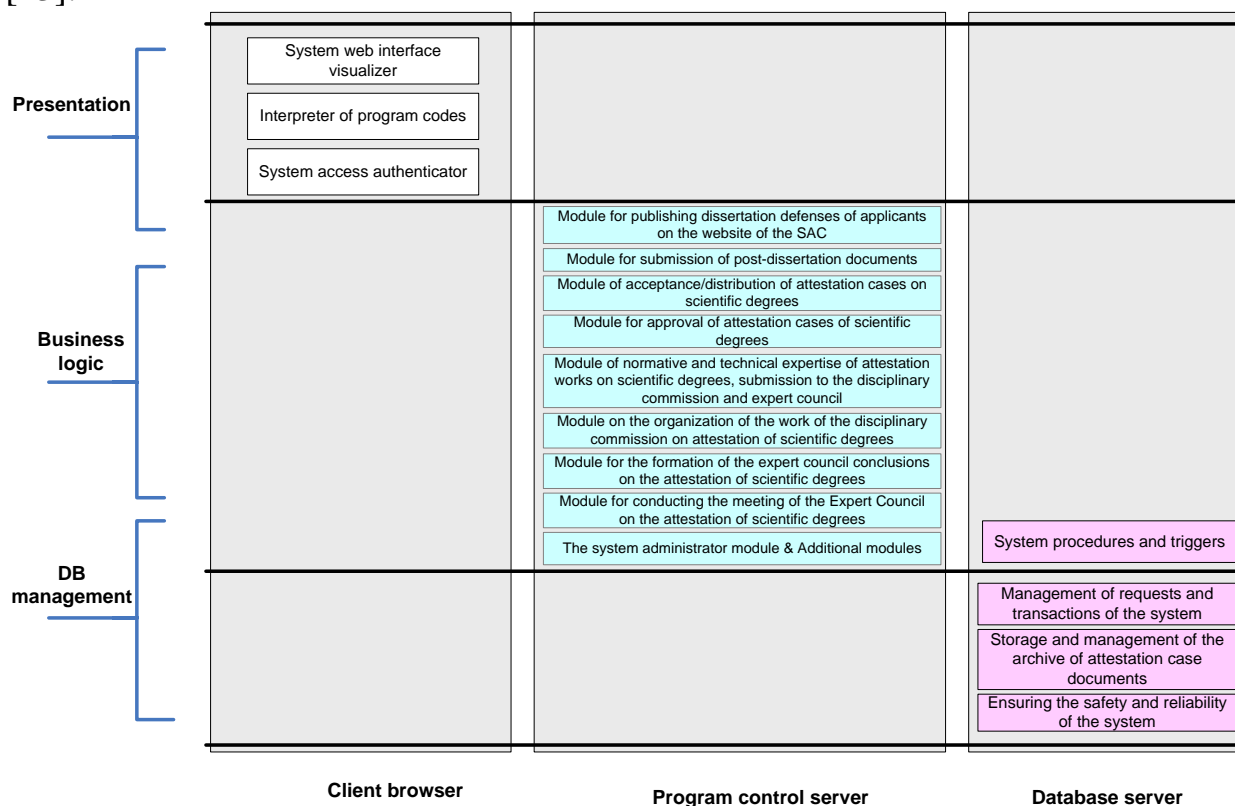 System web interface
visualizer
Presentation
Interpreter of program codes
System access authenticator
Module for publishing dissertation defenses of applicants
on the website of the SAC
Module for submission of post-dissertation documents
Module of acceptance/distribution of attestation cases on
scientific degrees
Module for approval of attestation cases of scientific
degrees
Business
logic
Module of normative and technical expertise of attestation
works on scientific degrees, submission to the disciplinary
commission and expert council
Module on the organization of the work of the disciplinary
commission on attestation of scientific degrees
Module for the formation of the expert council conclusions
on the attestation of scientific degrees
Module for conducting the meeting of the Expert Council
on the attestation of scientific degrees
The system administrator module & Additional modules
System procedures and triggers
DB
management
Management of requests and
transactions of the system
Storage and management of the
archive of attestation case
documents
Ensuring the safety and reliability
of the system
Client browser
Program control server
Database server